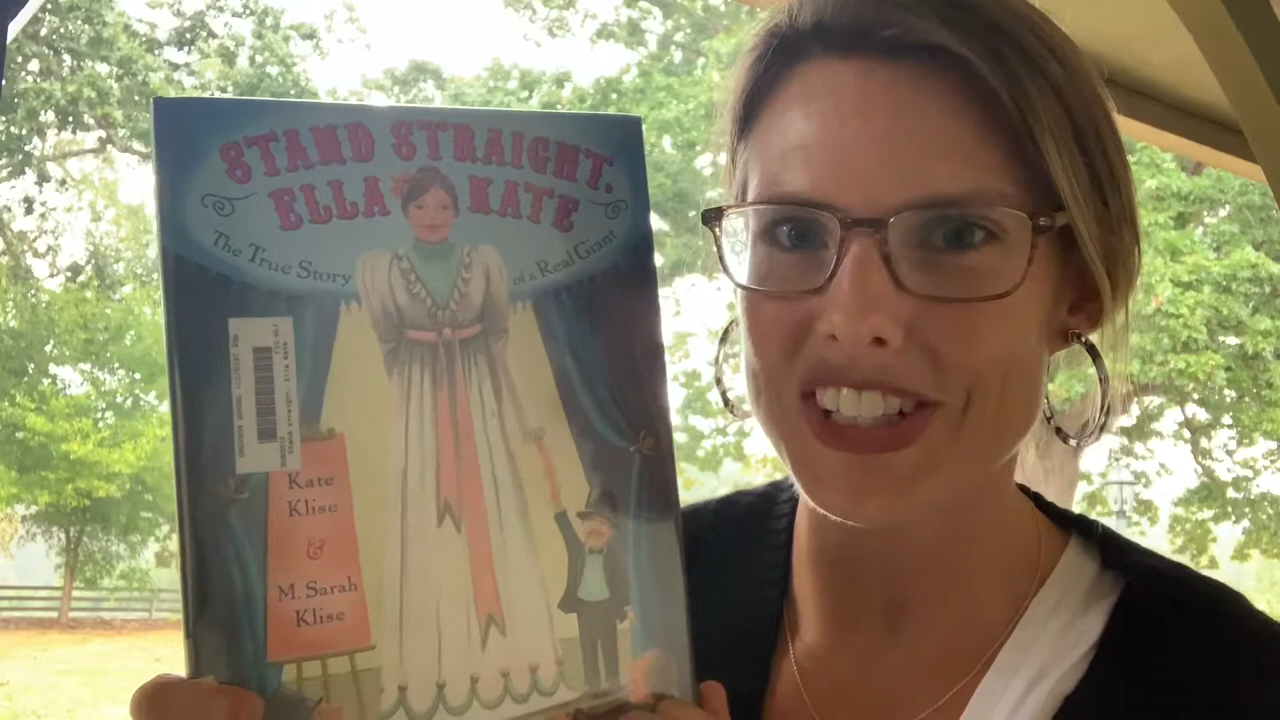 STAND STRAIGHT,
ELLA KATE
The True Story of a Real Giant
Kate
Klise
&
M. Sarah
Klise